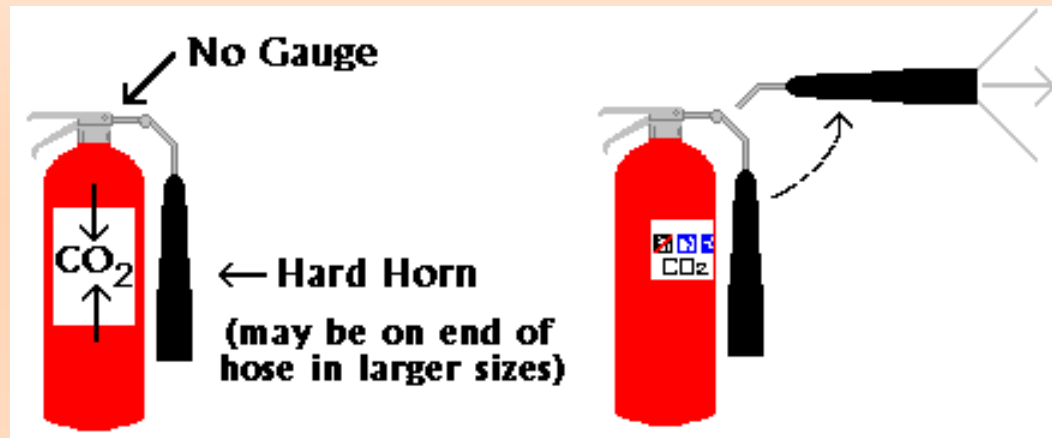 No Gauge
CO₂
Hard Horn
(may be on end of
hose in larger sizes)
CO₂